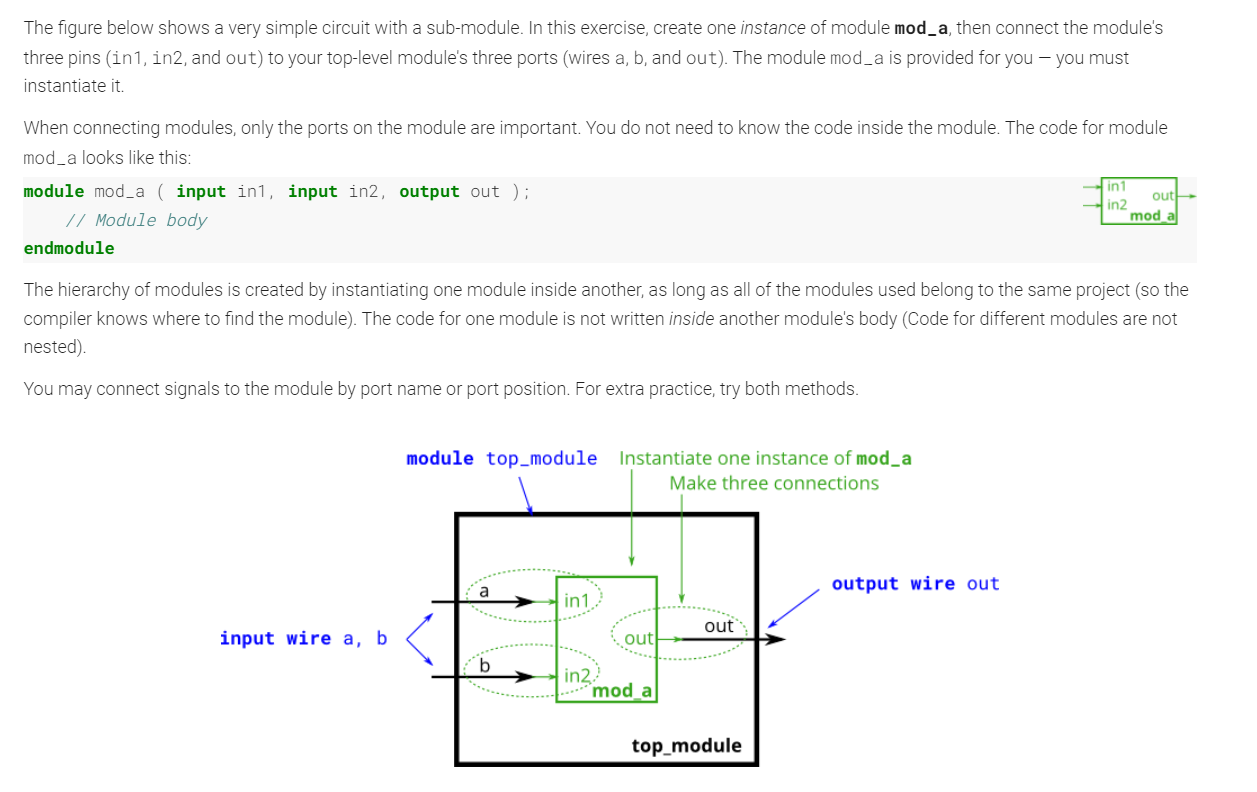 The figure below shows a very simple circuit with a sub-module. In this exercise, create one instance of module mod_a, then connect the module's
three pins (in1, in2, and out) to your top-level module's three ports (wires a, b, and out). The module mod_a is provided for you — you must
instantiate it.
When connecting modules, only the ports on the module are important. You do not need to know the code inside the module. The code for module
mod_a looks like this:
module mod_a ( input in1, input in2, output out );
// Module body
endmodule
in1
out
in2
mod_a
The hierarchy of modules is created by instantiating one module inside another, as long as all of the modules used belong to the same project (so the
compiler knows where to find the module). The code for one module is not written inside another module's body (Code for different modules are not
nested).
You may connect signals to the module by port name or port position. For extra practice, try both methods.
module top_module
Instantiate one instance of mod_a
Make three connections
output wire out
input wire a, b
a
in1
out
out
b
in2
mod_a
top_module